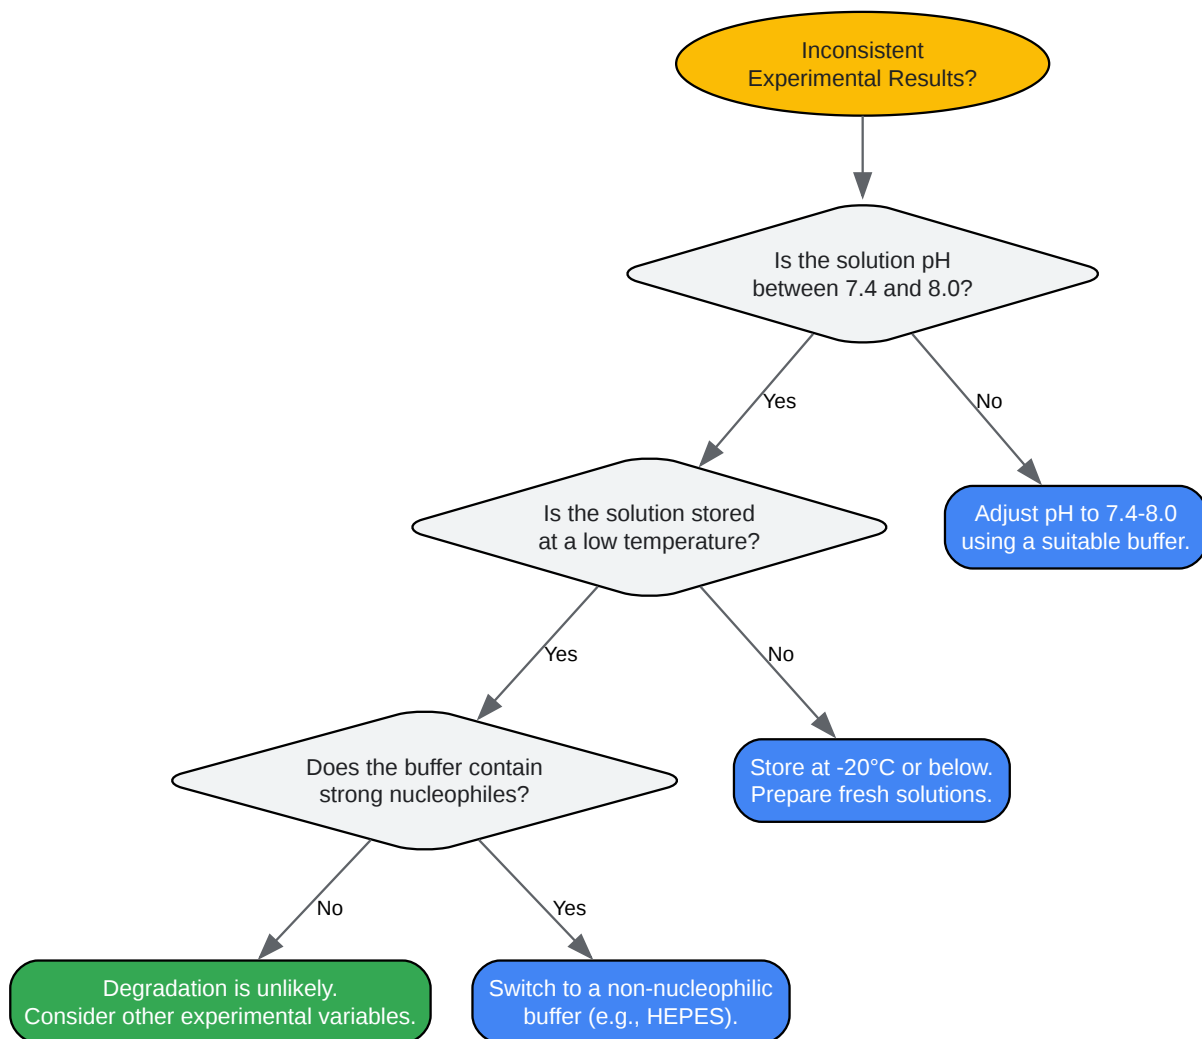 Inconsistent
Experimental Results?
Is the solution pH
between 7.4 and 8.0?
Yes
No
Is the solution stored
at a low temperature?
Adjust pH to 7.4-8.0
using a suitable buffer.
Yes
No
Does the buffer contain
strong nucleophiles?
Store at -20°C or below.
Prepare fresh solutions.
No
Yes
Degradation is unlikely.
Consider other experimental variables.
Switch to a non-nucleophilic
buffer (e.g., HEPES).